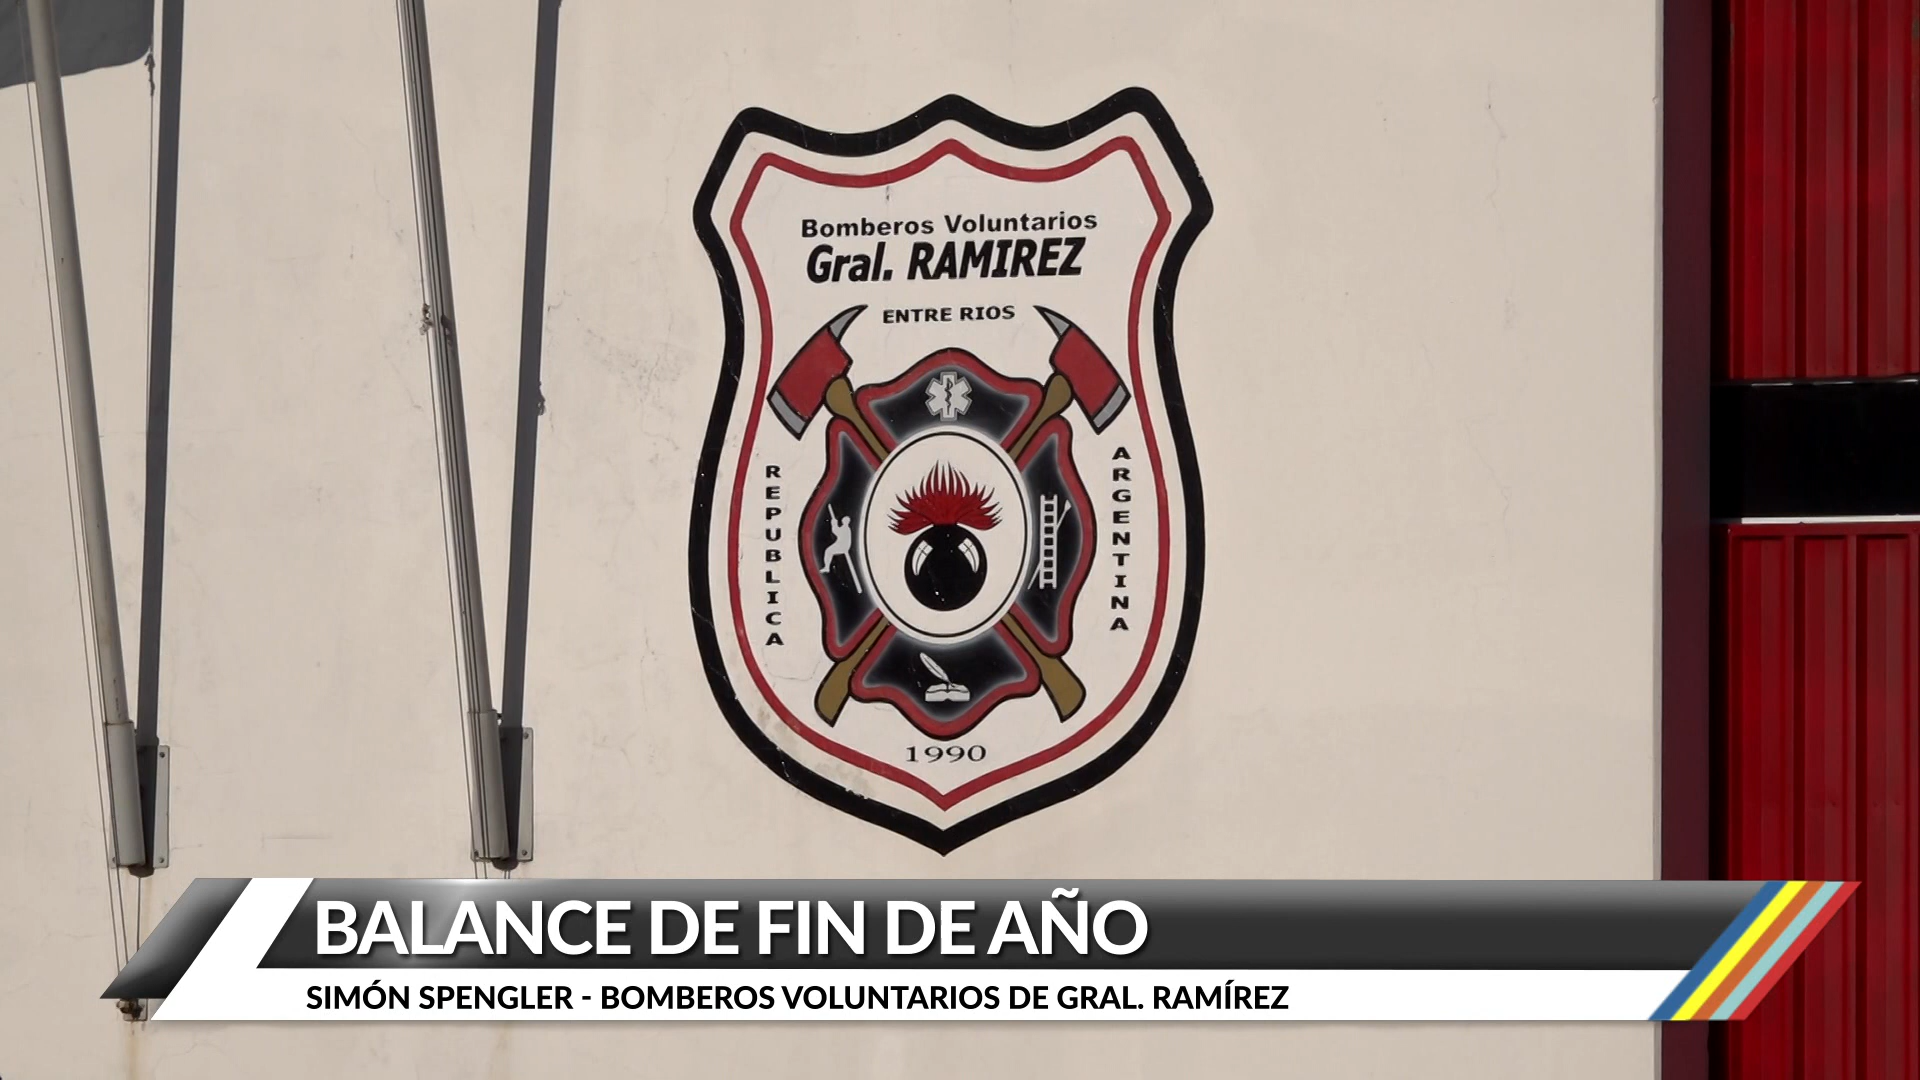 Bomberos Voluntarios
Gral. RAMIREZ
ENTRE RIOS
REPUBLICA
ARGENTINA
1990
BALANCE DE FIN DE AÑO
SIMÓN SPENGLER - BOMBEROS VOLUNTARIOS DE GRAL. RAMÍREZ